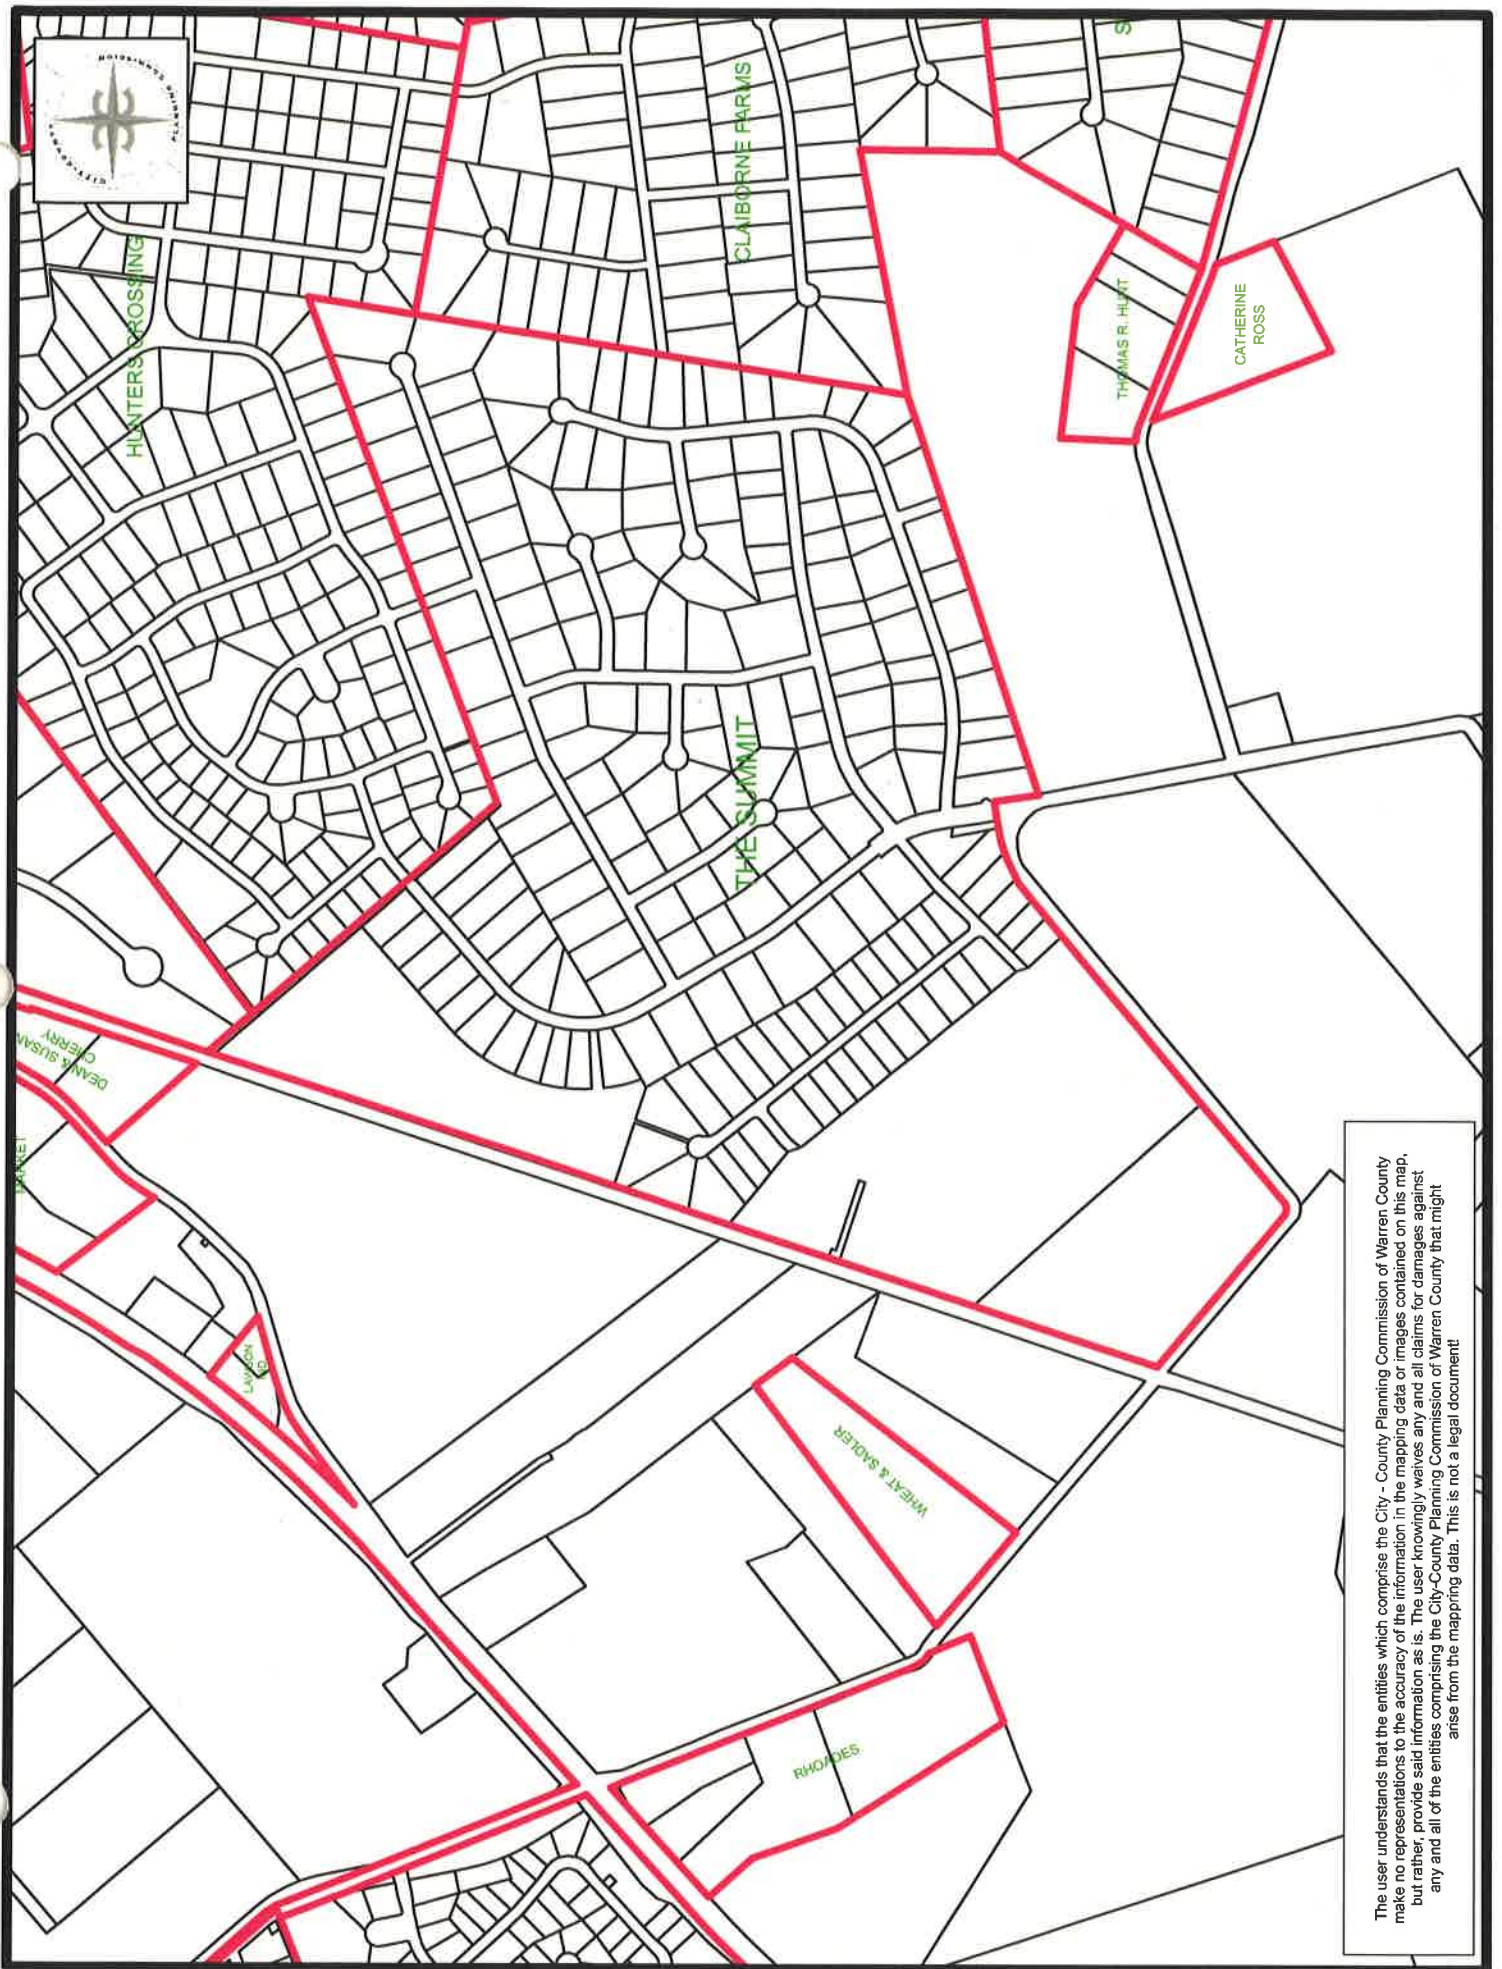 HUNTERS CROSSING
CLAIBORNE FARMS
S
THOMAS R. HUNT
CATHERINE
ROSS
THE SUMMIT
DEAN & SUSAN
CHERRY
WHEAT & SADLER
RHOADES
The user understands that the entities which comprise the City - County Planning Commission of Warren County
make no representations to the accuracy of the information in the mapping data or images contained on this map,
but rather, provide said information as is. The user knowingly waives any and all claims for damages against
any and all of the entities comprising the City-County Planning Commission of Warren County that might
arise from the mappring data. This is not a legal document!
CITY-COUNTY
PLANNING COMMISSION